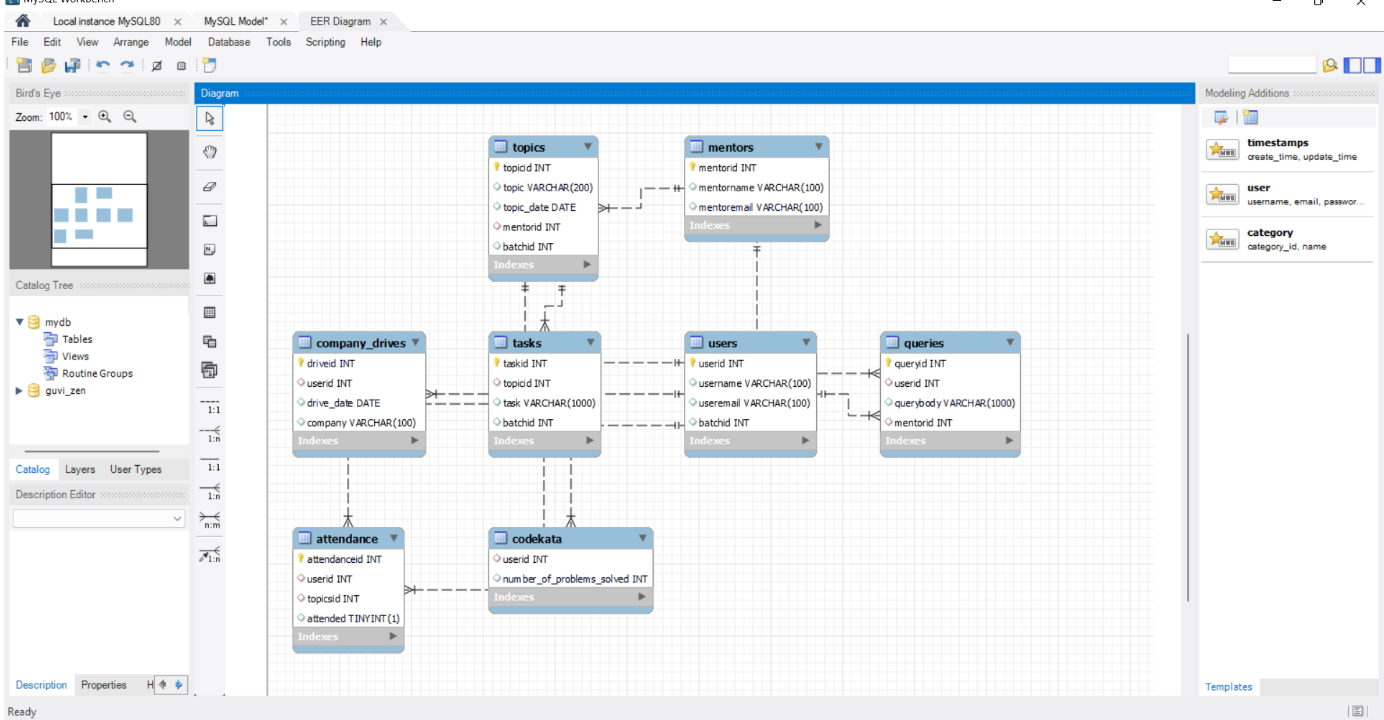 MySQL Workbench
Local instance MySQL80
MySQL Model*
EER Diagram
File Edit View Arrange Model Database Tools Scripting Help
Bird's Eye
Zoom: 100%
Catalog Tree
mydb
Tables
Views
Routine Groups
guvi_zen
Catalog Layers User Types
Description Editor
Description Properties H
Ready
Diagram
1:1
1:n
1:1
1:n
n:m
1:n
topics
topicid INT
topic VARCHAR(200)
topic_date DATE
mentorid INT
batchid INT
Indexes
mentors
mentorid INT
mentorname VARCHAR(100)
mentoremail VARCHAR(100)
Indexes
company_drives
driveid INT
userid INT
drive_date DATE
company VARCHAR(100)
Indexes
tasks
taskid INT
topicid INT
task VARCHAR(1000)
batchid INT
Indexes
users
userid INT
username VARCHAR(100)
useremail VARCHAR(100)
batchid INT
Indexes
queries
queryid INT
userid INT
querybody VARCHAR(1000)
mentorid INT
Indexes
attendance
attendanceid INT
userid INT
topicsid INT
attended TINYINT(1)
Indexes
codekata
userid INT
number_of_problems_solved INT
Indexes
Modeling Additions
timestamps
create_time, update_time
user
username, email, passwor...
category
category_id, name
Templates